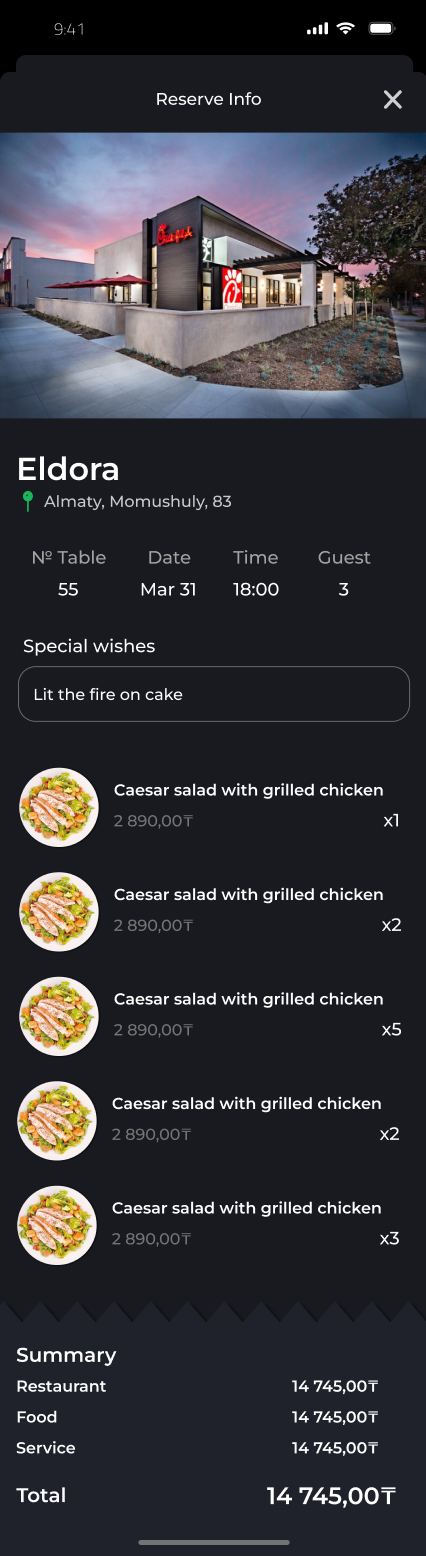 9:41
Reserve Info
Chick-fil-A
Eldora
Almaty, Momushuly, 83
№ Table Date Time Guest
55 Mar 31 18:00 3
Special wishes
Lit the fire on cake
Caesar salad with grilled chicken
2 890,00₸ x1
Caesar salad with grilled chicken
2 890,00₸ x2
Caesar salad with grilled chicken
2 890,00₸ x5
Caesar salad with grilled chicken
2 890,00₸ x2
Caesar salad with grilled chicken
2 890,00₸ x3
Summary
Restaurant 14 745,00₸
Food 14 745,00₸
Service 14 745,00₸
Total 14 745,00₸